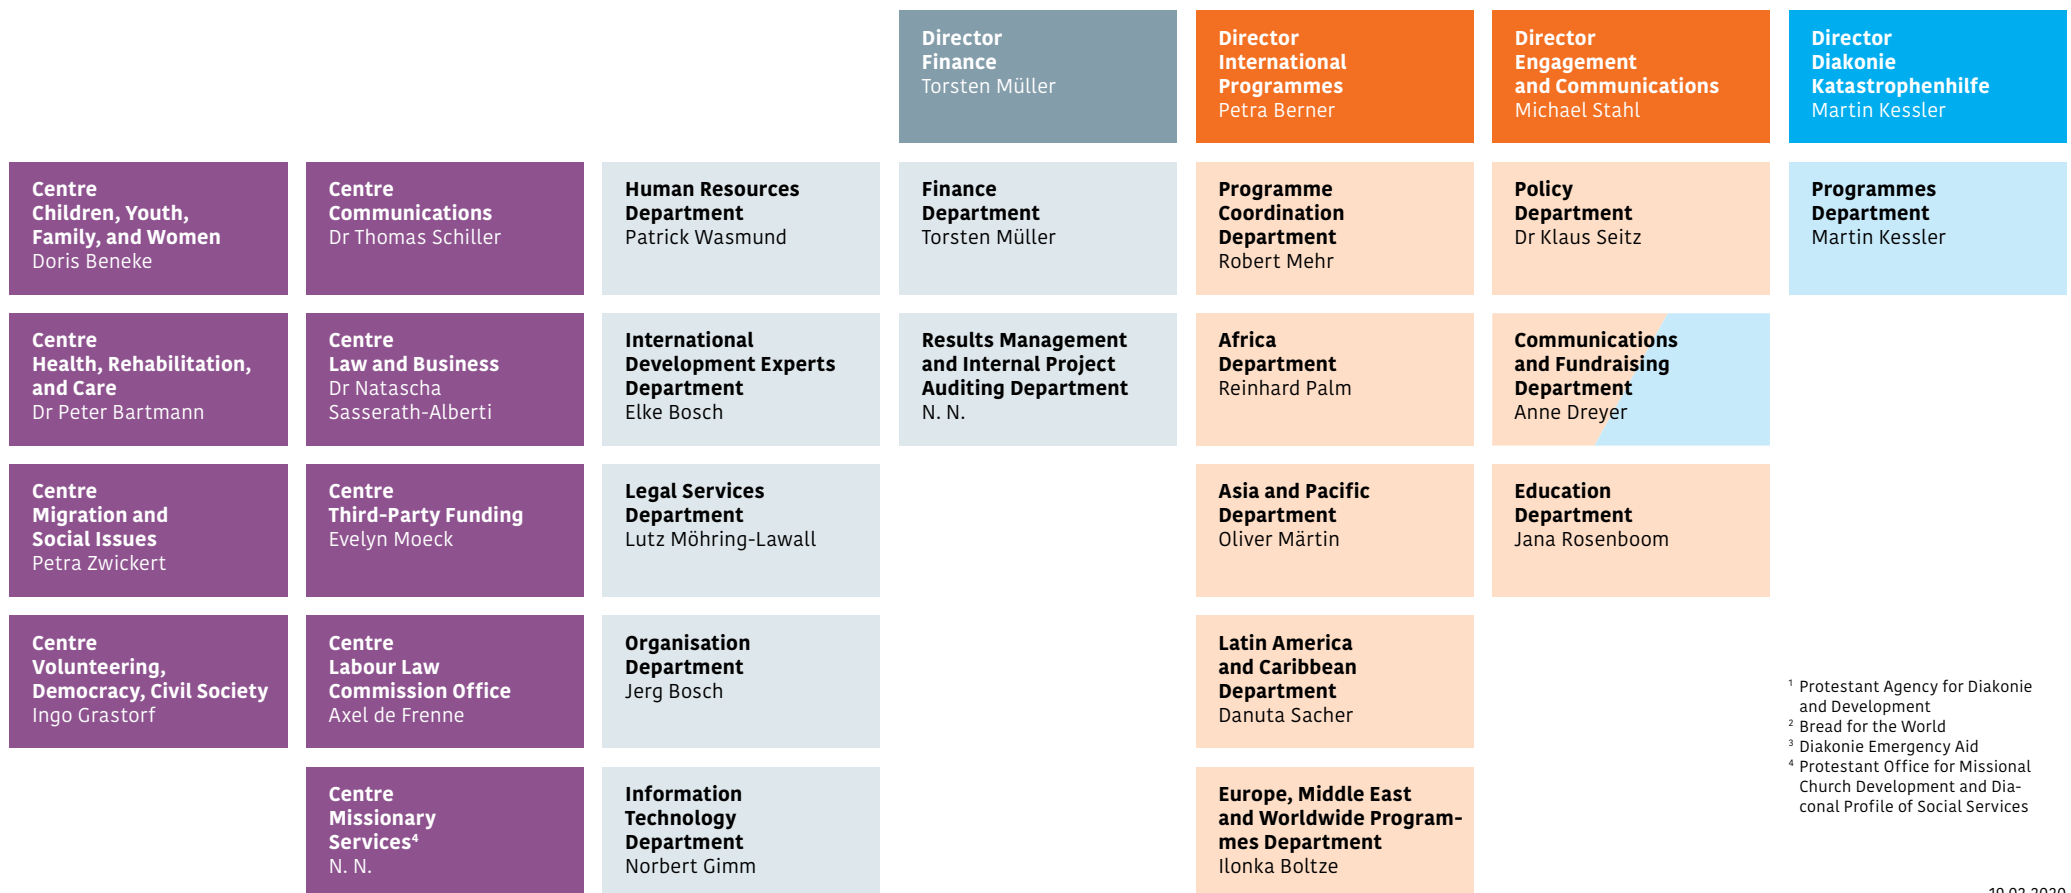 Director
Finance
Torsten Müller
Director
International
Programmes
Petra Berner
Director
Engagement
and Communications
Michael Stahl
Director
Diakonie
Katastrophenhilfe
Martin Kessler
Centre
Children, Youth,
Family, and Women
Doris Beneke
Centre
Communications
Dr Thomas Schiller
Human Resources
Department
Patrick Wasmund
Finance
Department
Torsten Müller
Programme
Coordination
Department
Robert Mehr
Policy
Department
Dr Klaus Seitz
Programmes
Department
Martin Kessler
Centre
Health, Rehabilitation,
and Care
Dr Peter Bartmann
Centre
Law and Business
Dr Natascha
Sasserath-Alberti
International
Development Experts
Department
Elke Bosch
Results Management
and Internal Project
Auditing Department
N. N.
Africa
Department
Reinhard Palm
Communications
and Fundraising
Department
Anne Dreyer
Centre
Migration and
Social Issues
Petra Zwickert
Centre
Third-Party Funding
Evelyn Moeck
Legal Services
Department
Lutz Möhring-Lawall
Asia and Pacific
Department
Oliver Märtin
Education
Department
Jana Rosenboom
Centre
Volunteering,
Democracy, Civil Society
Ingo Grastorf
Centre
Labour Law
Commission Office
Axel de Frenne
Organisation
Department
Jerg Bosch
Latin America
and Caribbean
Department
Danuta Sacher
Centre
Missionary
Services⁴
N. N.
Information
Technology
Department
Norbert Gimm
Europe, Middle East
and Worldwide Program-
mes Department
Ilonka Boltze
¹ Protestant Agency for Diakonie
and Development
² Bread for the World
³ Diakonie Emergency Aid
⁴ Protestant Office for Missional
Church Development and Dia-
conal Profile of Social Services